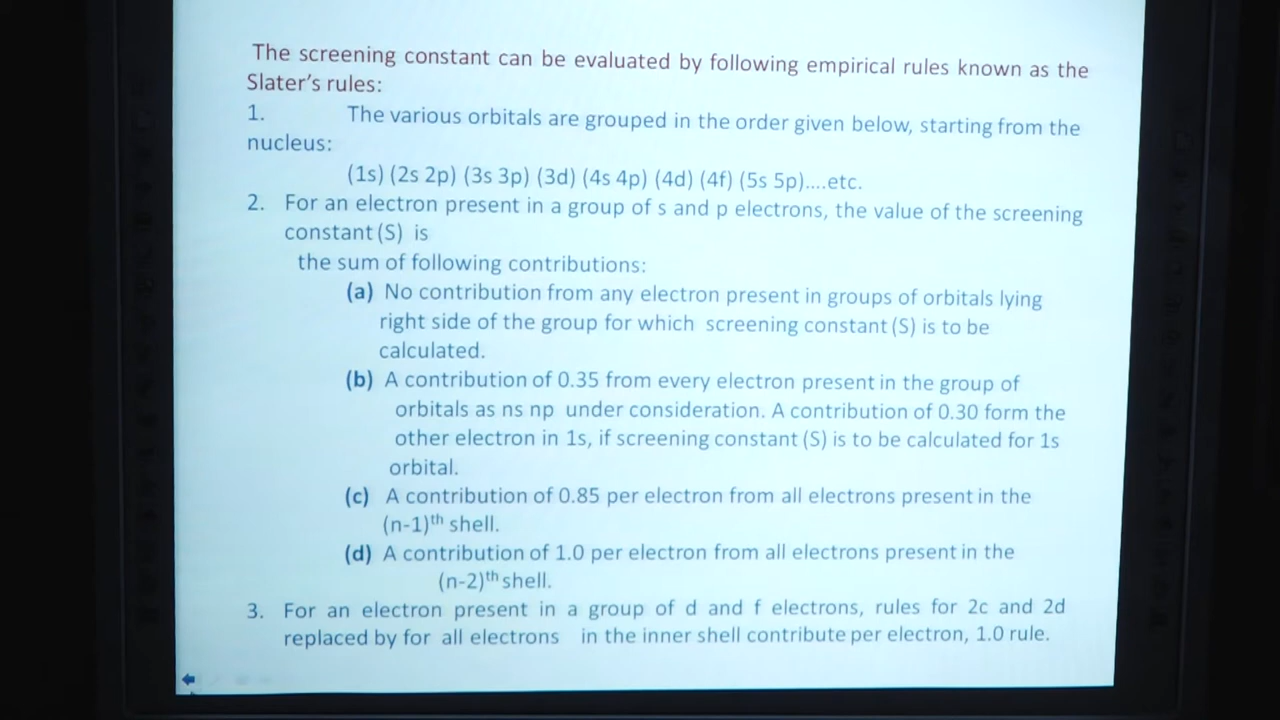 The screening constant can be evaluated by following empirical rules known as the
Slater's rules:
1. The various orbitals are grouped in the order given below, starting from the
nucleus:
(1s) (2s 2p) (3s 3p) (3d) (4s 4p) (4d) (4f) (5s 5p)....etc.
2. For an electron present in a group of s and p electrons, the value of the screening
constant (S) is
the sum of following contributions:
(a) No contribution from any electron present in groups of orbitals lying
right side of the group for which screening constant (S) is to be
calculated.
(b) A contribution of 0.35 from every electron present in the group of
orbitals as ns np under consideration. A contribution of 0.30 form the
other electron in 1s, if screening constant (S) is to be calculated for 1s
orbital.
(c) A contribution of 0.85 per electron from all electrons present in the
(n-1)th shell.
(d) A contribution of 1.0 per electron from all electrons present in the
(n-2)th shell.
3. For an electron present in a group of d and f electrons, rules for 2c and 2d
replaced by for all electrons in the inner shell contribute per electron, 1.0 rule.